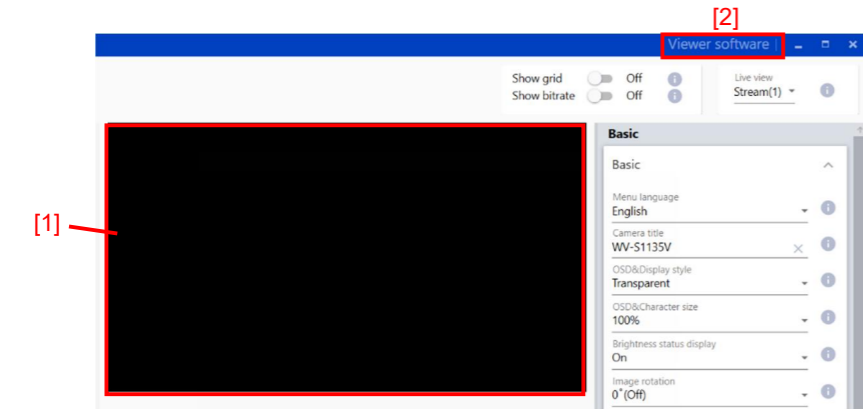 [2]
Viewer software
Show grid Off
Show bitrate Off
Live view
Stream(1)
[1]
Basic
Basic
Menu language
English
Camera title
WV-S1135V
OSD&Display style
Transparent
OSD&Character size
100%
Brightness status display
On
Image rotation
0˚(Off)